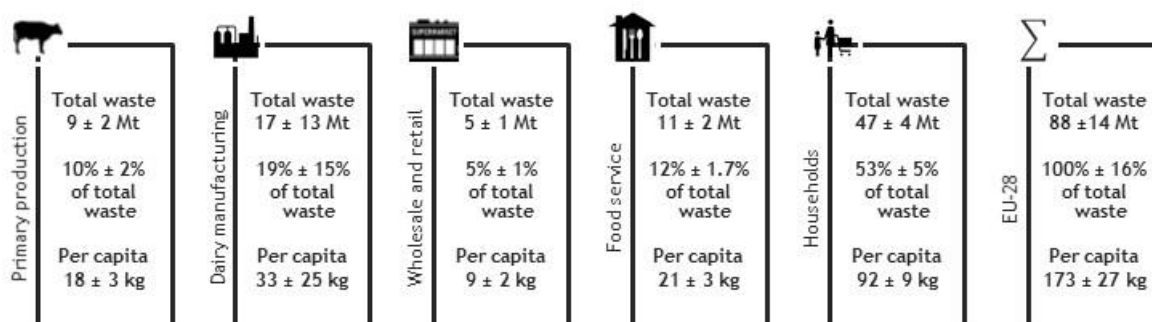 Primary production
Total waste
9 ± 2 Mt
10% ± 2%
of total
waste
Per capita
18 ± 3 kg
Dairy manufacturing
Total waste
17 ± 13 Mt
19% ± 15%
of total
waste
Per capita
33 ± 25 kg
SUPERMARKET
Wholesale and retail
Total waste
5 ± 1 Mt
5% ± 1%
of total
waste
Per capita
9 ± 2 kg
Food service
Total waste
11 ± 2 Mt
12% ± 1.7%
of total
waste
Per capita
21 ± 3 kg
Households
Total waste
47 ± 4 Mt
53% ± 5%
of total
waste
Per capita
92 ± 9 kg
Σ
EU-28
Total waste
88 ±14 Mt
100% ± 16%
of total
waste
Per capita
173 ± 27 kg